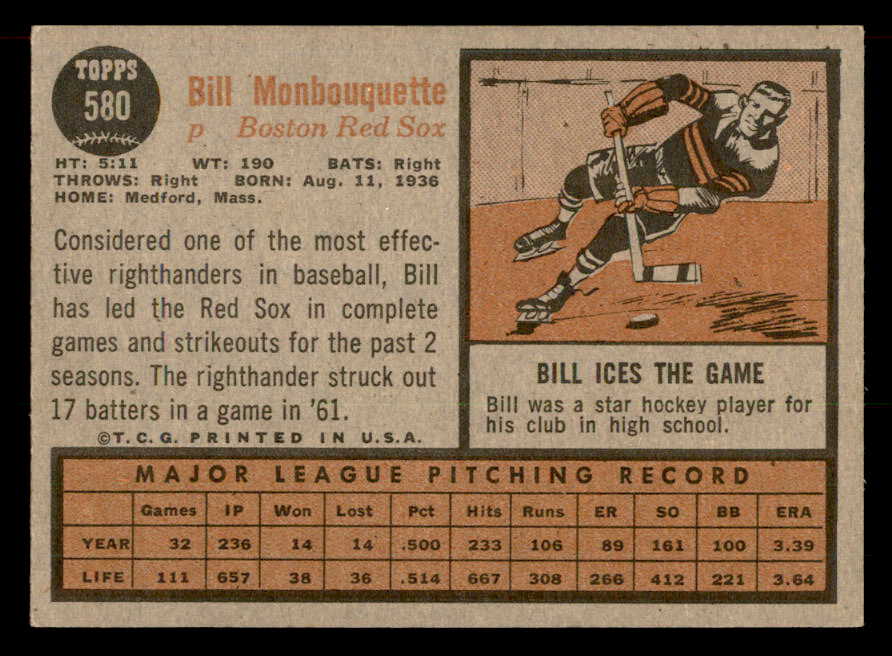 TOPPS
580
Bill Monbouquette
p Boston Red Sox
HT: 5:11 WT: 190 BATS: Right
THROWS: Right BORN: Aug. 11, 1936
HOME: Medford, Mass.
Considered one of the most effec-
tive righthanders in baseball, Bill
has led the Red Sox in complete
games and strikeouts for the past 2
seasons. The righthander struck out
17 batters in a game in '61.
©T.C.G. PRINTED IN U.S.A.
BILL ICES THE GAME
Bill was a star hockey player for
his club in high school.
MAJOR LEAGUE PITCHING RECORD
Games IP Won Lost Pct Hits Runs ER SO BB ERA
YEAR 32 236 14 14 .500 233 106 89 161 100 3.39
LIFE 111 657 38 36 .514 667 308 266 412 221 3.64